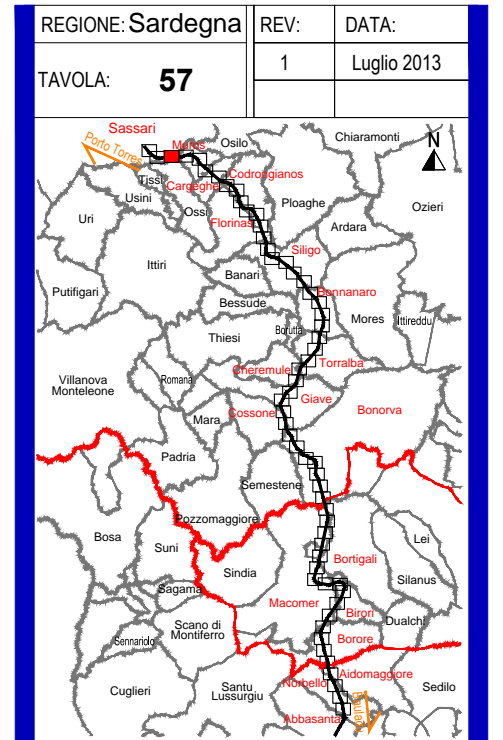 REGIONE: Sardegna
REV:
DATA:
TAVOLA: 57
1
Luglio 2013
Sassari
Porto Torres
Muros
Osilo
Chiaramonti
N
Tissi
Cargeghe
Codrongianos
Usini
Ossi
Ploaghe
Ozieri
Uri
Florinas
Ardara
Siligo
Ittiri
Banari
Putifigari
Bonnanaro
Bessude
Mores
Ittireddu
Thiesi
Borutta
Torralba
Cheremule
Villanova
Monteleone
Romana
Giave
Cossone
Bonorva
Mara
Padria
Semestene
Pozzomaggiore
Bosa
Suni
Lei
Bortigali
Sindia
Silanus
Sagama
Macomer
Birori
Dualchi
Scano di
Montiferro
Sennariolo
Borore
Aidomaggiore
Norbello
Sedilo
Cuglieri
Santu
Lussurgiu
Abbasanta